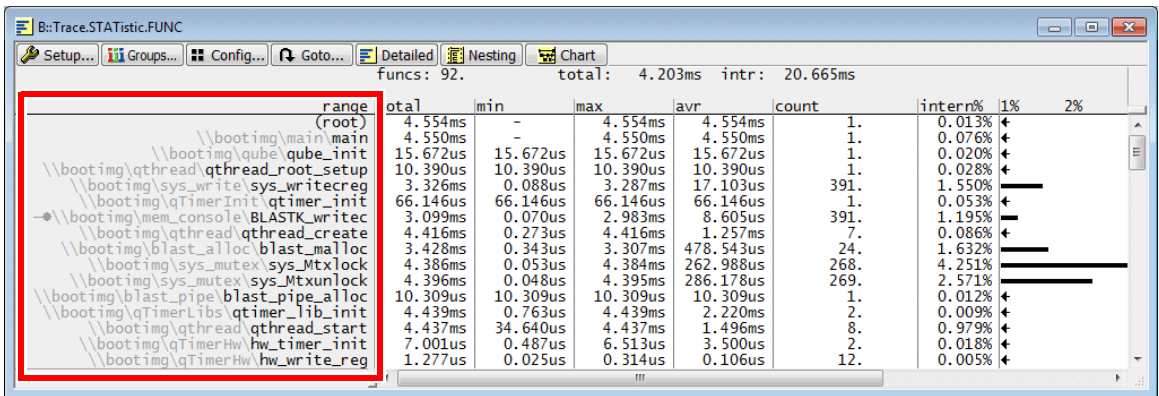 B::Trace.STATistic.FUNC
Setup... Groups... Config... Goto... Detailed Nesting Chart
funcs: 92. total: 4.203ms intr: 20.665ms
range otal min max avr count intern% 1% 2%
(root) 4.554ms - 4.554ms 4.554ms 1. 0.013%
\\bootimg\main\main 4.550ms - 4.550ms 4.550ms 1. 0.076%
\\bootimg\qube\qube_init 15.672us 15.672us 15.672us 15.672us 1. 0.020%
\\bootimg\qthread\qthread_root_setup 10.390us 10.390us 10.390us 10.390us 1. 0.028%
\\bootimg\sys_write\sys_writecreg 3.326ms 0.088us 3.287ms 17.103us 391. 1.550%
\\bootimg\qTimerInit\qtimer_init 66.146us 66.146us 66.146us 66.146us 1. 0.053%
\\bootimg\mem_console\BLASTK_writec 3.099ms 0.070us 2.983ms 8.605us 391. 1.195%
\\bootimg\qthread\qthread_create 4.416ms 0.273us 4.416ms 1.257ms 7. 0.086%
\\bootimg\blast_alloc\blast_malloc 3.428ms 0.343us 3.307ms 478.543us 24. 1.632%
\\bootimg\sys_mutex\sys_Mtxlock 4.386ms 0.053us 4.384ms 262.988us 268. 4.251%
\\bootimg\sys_mutex\sys_Mtxunlock 4.396ms 0.048us 4.395ms 286.178us 269. 2.571%
\\bootimg\blast_pipe\blast_pipe_alloc 10.309us 10.309us 10.309us 10.309us 1. 0.012%
\\bootimg\qTimerLibs\qtimer_lib_init 4.439ms 0.763us 4.439ms 2.220ms 2. 0.009%
\\bootimg\qthread\qthread_start 4.437ms 34.640us 4.437ms 1.496ms 8. 0.979%
\\bootimg\qTimerHw\hw_timer_init 7.001us 0.487us 6.513us 3.500us 2. 0.018%
\\bootimg\qTimerHw\hw_write_reg 1.277us 0.025us 0.314us 0.106us 12. 0.005%